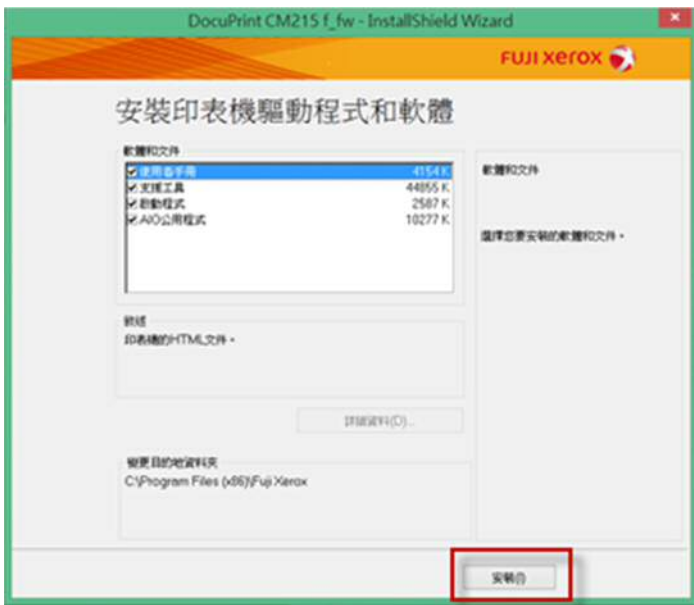 DocuPrint CM215 f_fw - InstallShield Wizard
FUJI xerox
安裝印表機驅動程式和軟體
軟體和文件
使用者手冊 4154 K
支援工具 44855 K
啟動程式 2587 K
AIO公用程式 10277 K
軟體和文件
選擇您要安裝的軟體和文件。
敘述
印表機的HTML文件。
詳細資料(D)...
變更目的地資料夾
C:\Program Files (x86)\Fuji Xerox
安裝(I)